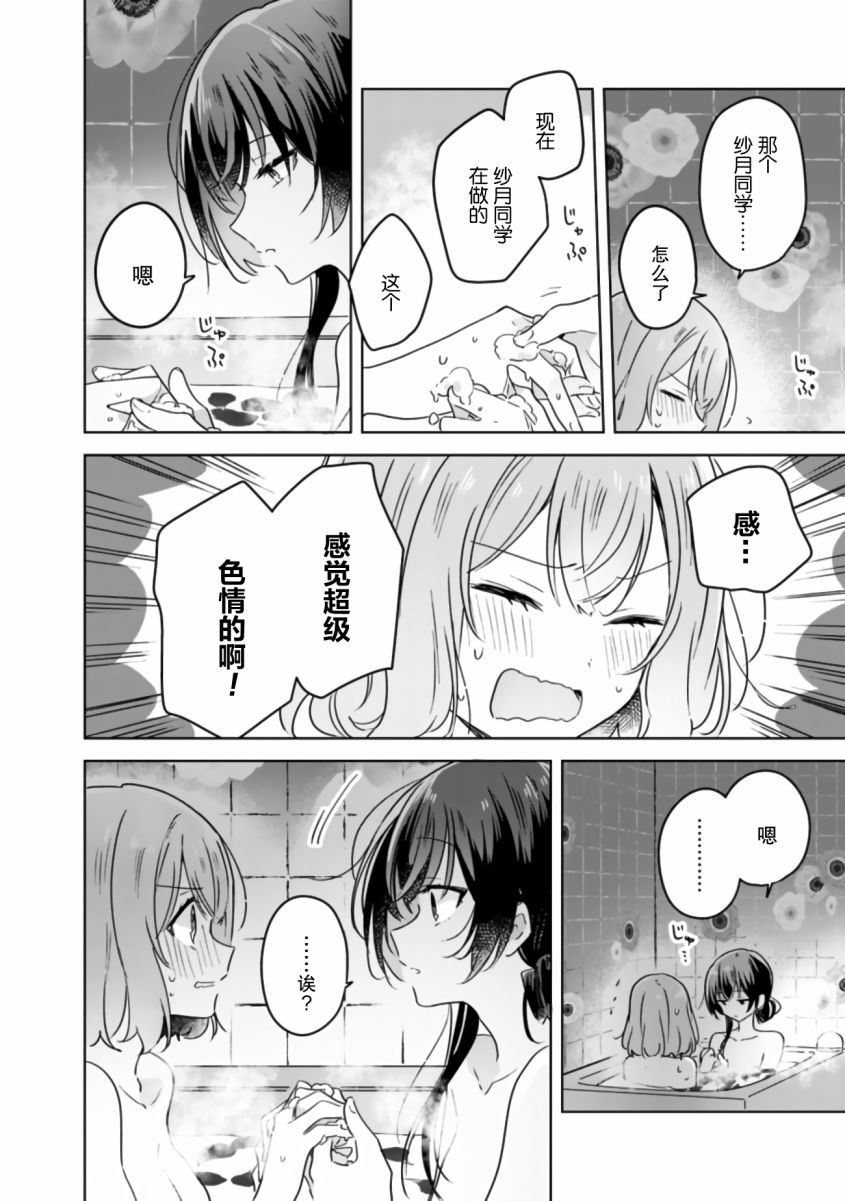 那个
纱月同学……
怎么了
じゅぷ
现在
纱月同学
在做的
这个
じゅぷ
嗯
じゅぷ
感…
感觉超级
色情的啊！
嗯
………
じゅ…
……诶？